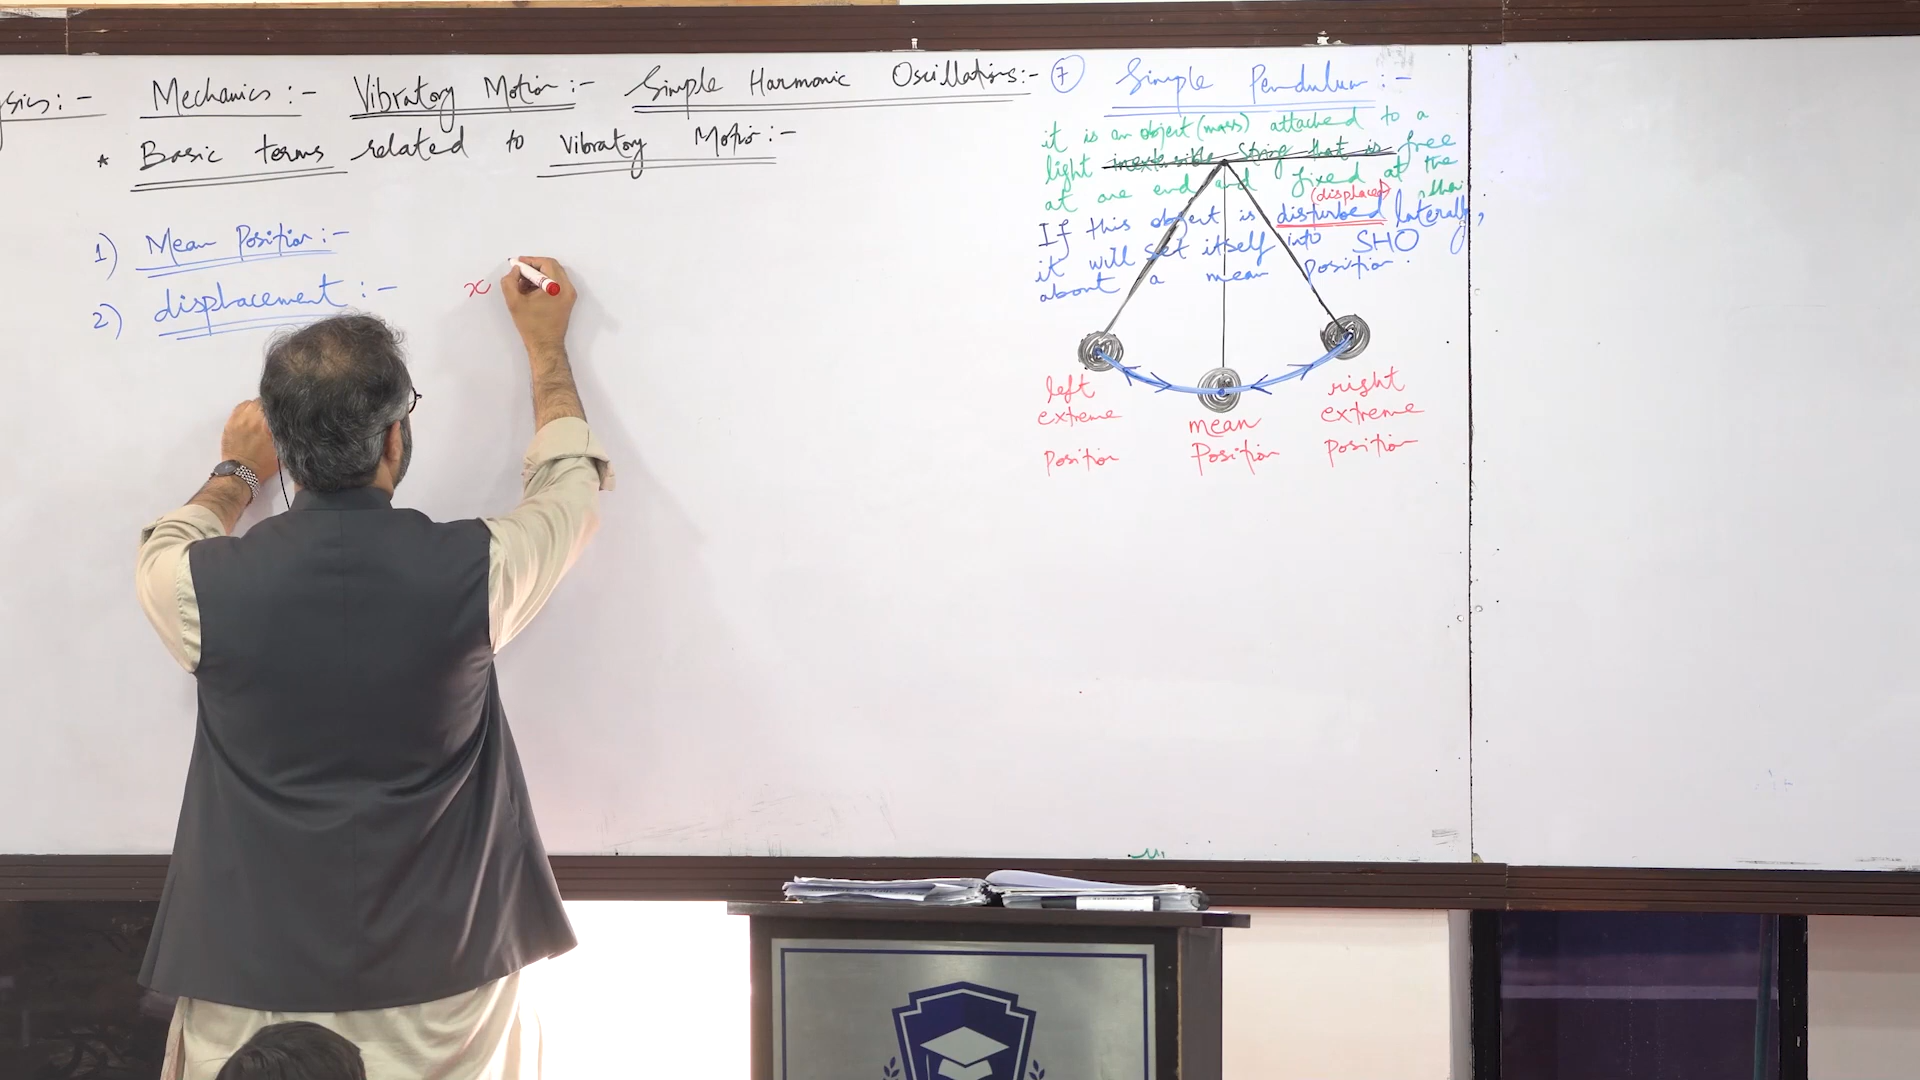 Mechanics :- Vibratory Motion :- Simple Harmonic Oscillations :-
* Basic terms related to Vibratory Motion :-
1) Mean Position :-
2) displacement :-
x
7 Simple Pendulum :-
it is an object (mass) attached to a
light inextensible string that is free
at one end and fixed at the
(displaced)
If this object is disturbed laterally,
it will set itself into SHO
about a mean position.
left extreme Position
mean Position
right extreme Position